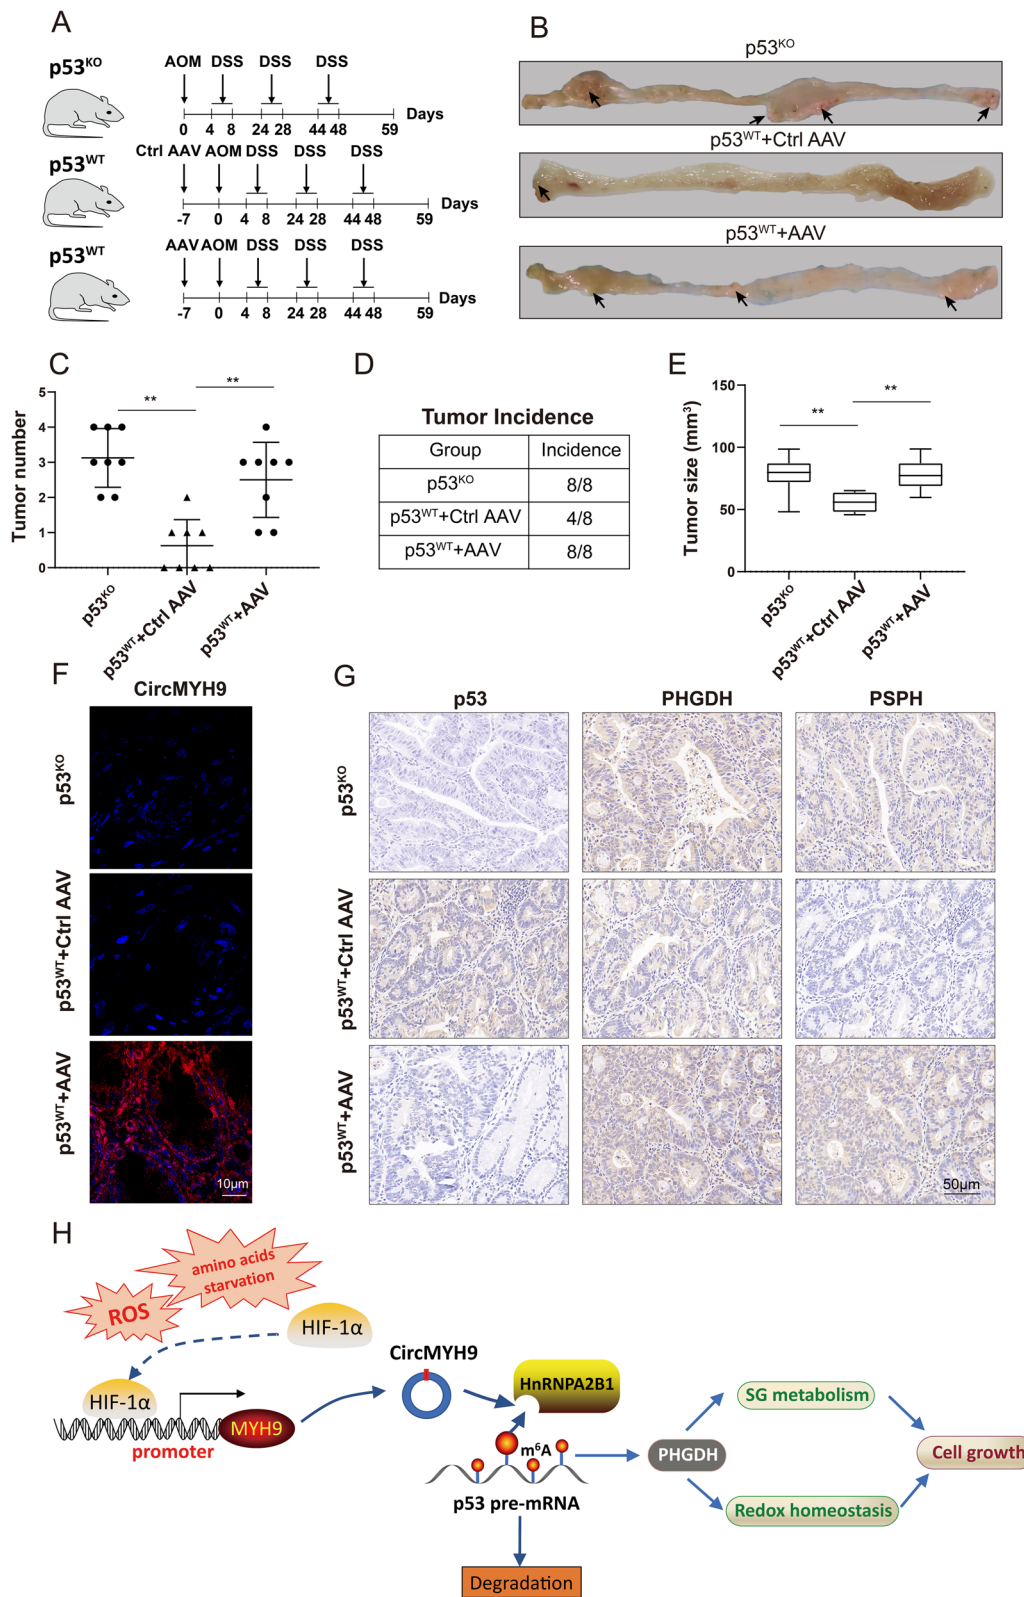 A
p53ᴷᴼ
AOM DSS DSS DSS
0 4 8 24 28 44 48 59 Days
p53ᵂᵀ
Ctrl AAV AOM DSS DSS DSS
-7 0 4 8 24 28 44 48 59 Days
p53ᵂᵀ
AAV AOM DSS DSS DSS
-7 0 4 8 24 28 44 48 59 Days
B
p53ᴷᴼ
p53ᵂᵀ+Ctrl AAV
p53ᵂᵀ+AAV
C
Tumor number
5
4
3
2
1
0
**
**
p53ᴷᴼ
p53ᵂᵀ+Ctrl AAV
p53ᵂᵀ+AAV
D
Tumor Incidence
Group Incidence
p53ᴷᴼ 8/8
p53ᵂᵀ+Ctrl AAV 4/8
p53ᵂᵀ+AAV 8/8
E
Tumor size (mm³)
150
100
50
0
**
**
p53ᴷᴼ
p53ᵂᵀ+Ctrl AAV
p53ᵂᵀ+AAV
F
CircMYH9
p53ᴷᴼ
p53ᵂᵀ+Ctrl AAV
p53ᵂᵀ+AAV
10μm
G
p53 PHGDH PSPH
p53ᴷᴼ
p53ᵂᵀ+Ctrl AAV
p53ᵂᵀ+AAV
50μm
H
amino acids
starvation
ROS
HIF-1α
HIF-1α
MYH9
promoter
CircMYH9
HnRNPA2B1
m⁶A
p53 pre-mRNA
Degradation
PHGDH
SG metabolism
Redox homeostasis
Cell growth